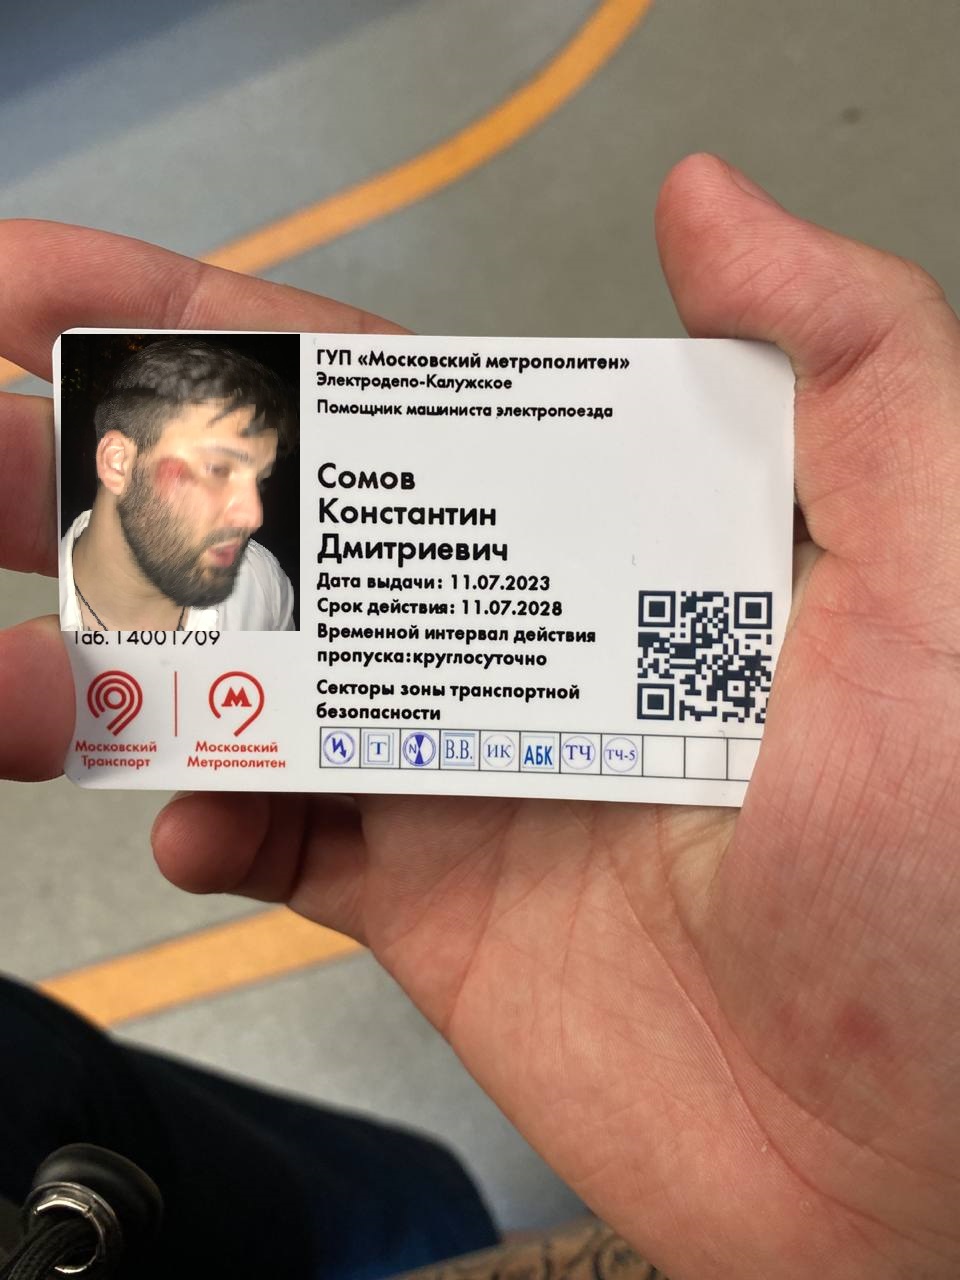 ГУП «Московский метрополитен»
Электродепо-Калужское
Помощник машиниста электропоезда
Сомов
Константин
Дмитриевич
Дата выдачи: 11.07.2023
Срок действия: 11.07.2028
Временной интервал действия
пропуска:круглосуточно
Секторы зоны транспортной
безопасности
И Т N В.В. ИК АБК ТЧ ТЧ-5
Таб.14001709
Московский
Транспорт
М
Московский
Метрополитен